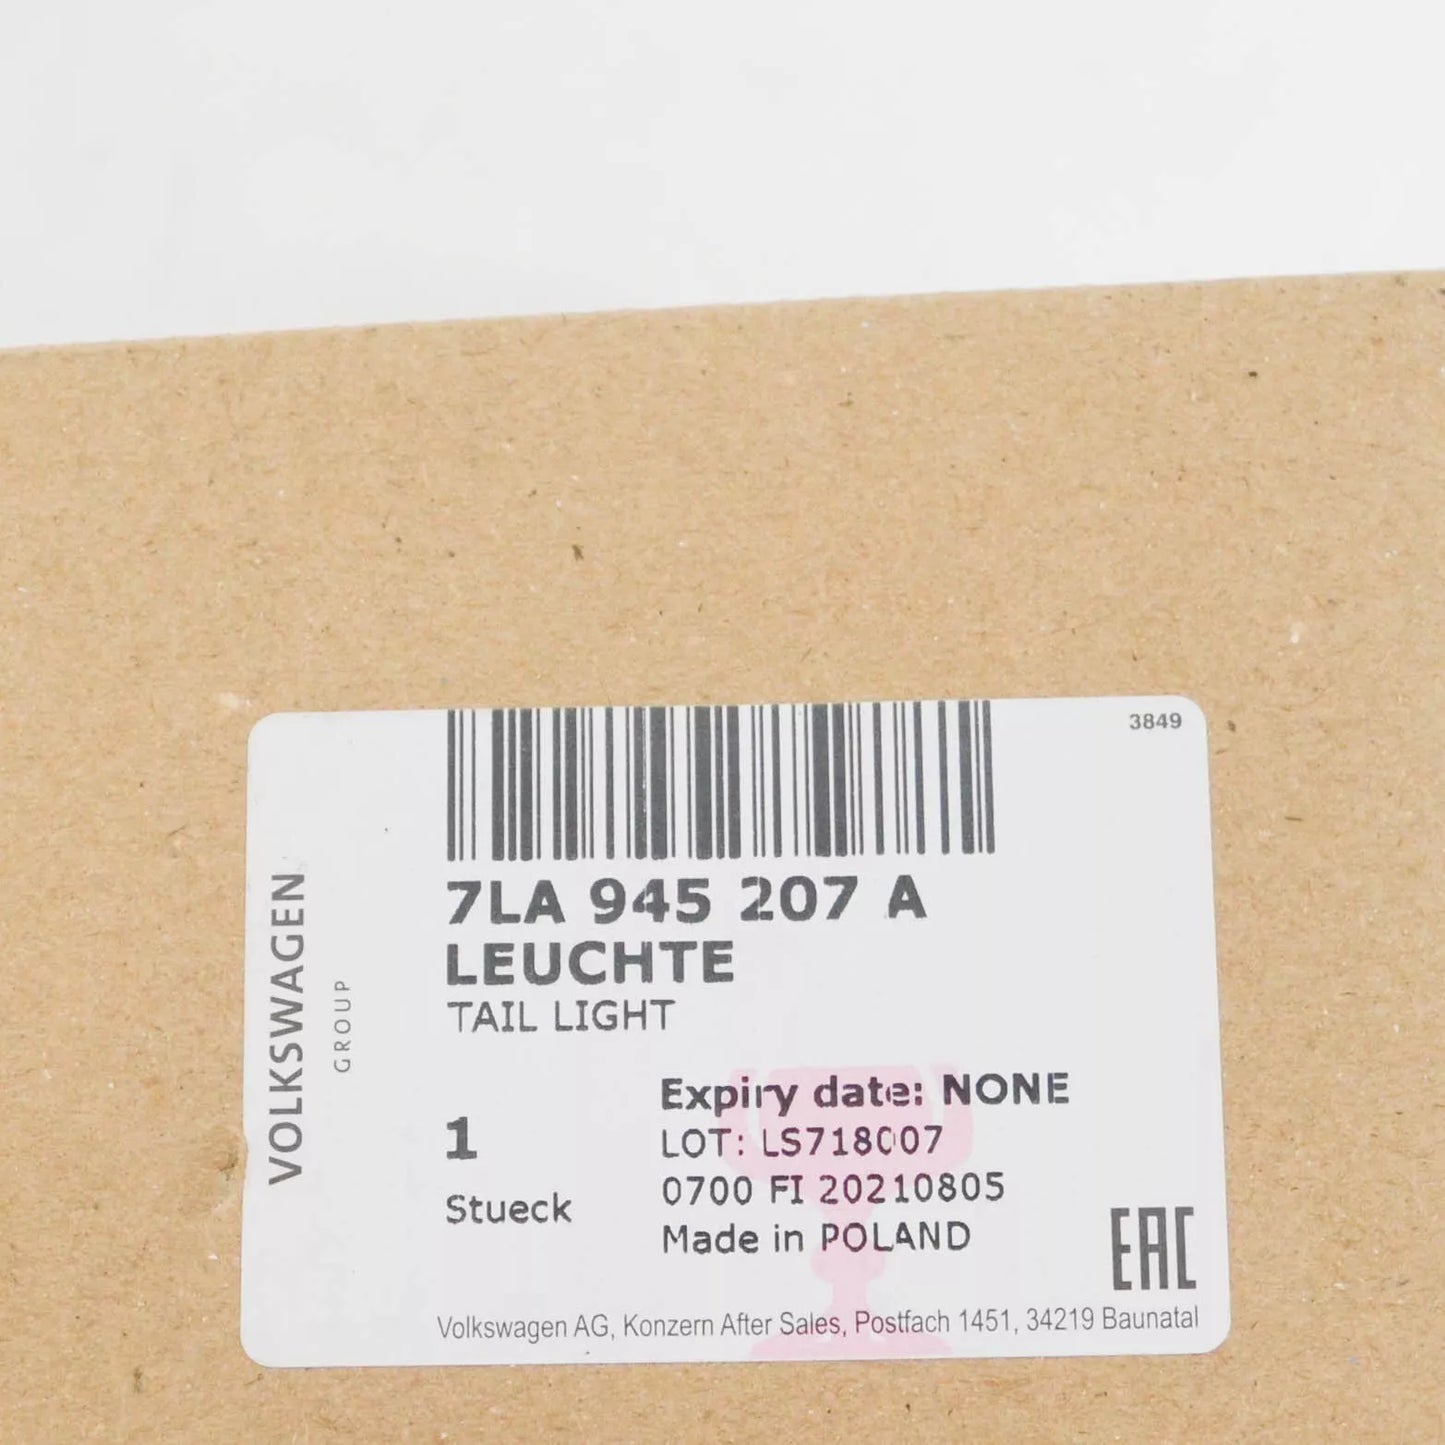 3849
7LA 945 207 A
LEUCHTE
TAIL LIGHT
VOLKSWAGEN
GROUP
Expiry date: NONE
1
LOT: LS718007
0700 FI 20210805
Stueck
Made in POLAND
EAC
Volkswagen AG, Konzern After Sales, Postfach 1451, 34219 Baunatal